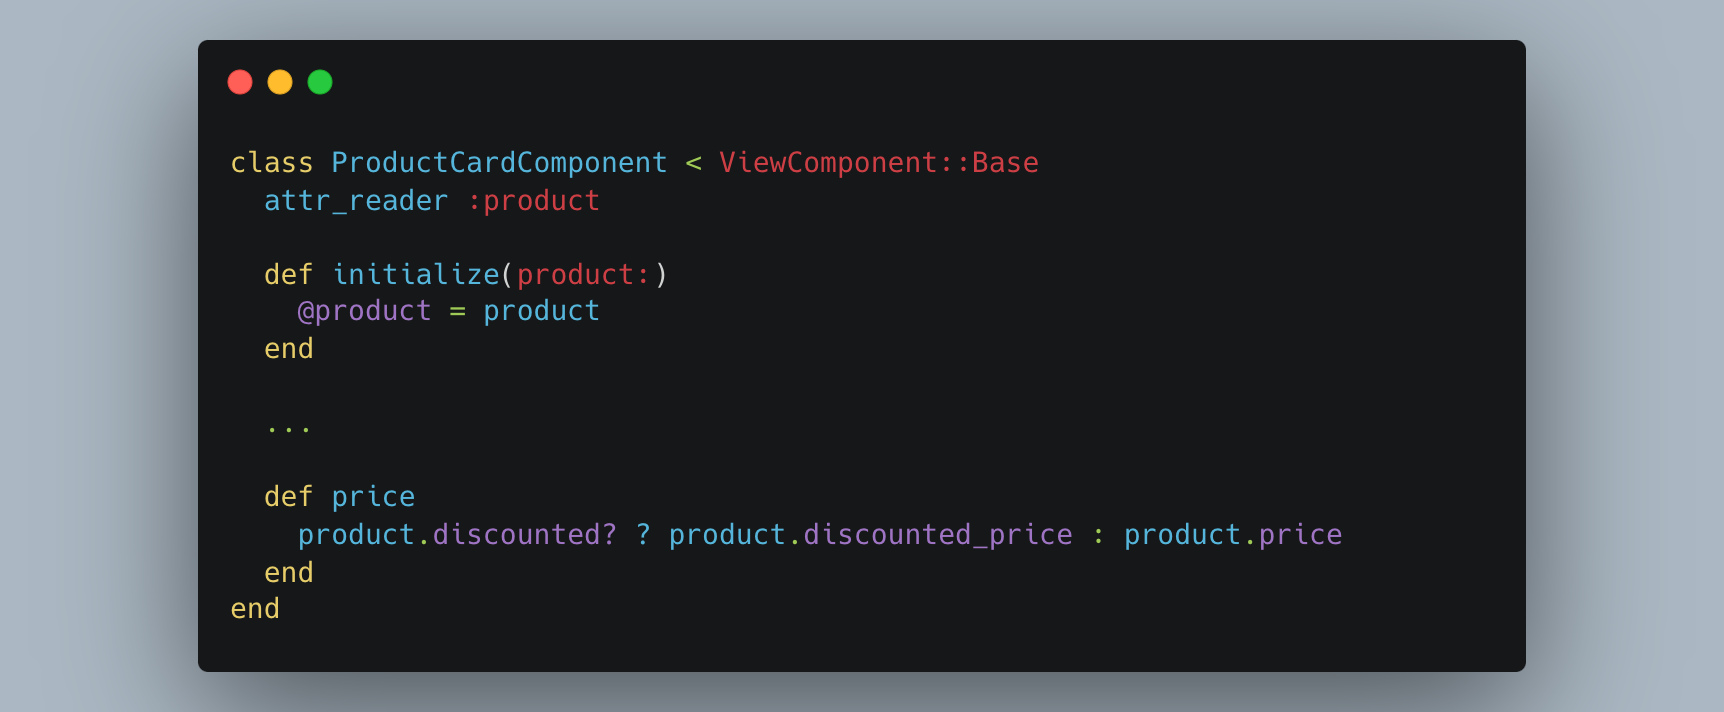 class ProductCardComponent < ViewComponent::Base
  attr_reader :product

  def initialize(product:)
    @product = product
  end

  ...

  def price
    product.discounted? ? product.discounted_price : product.price
  end
end